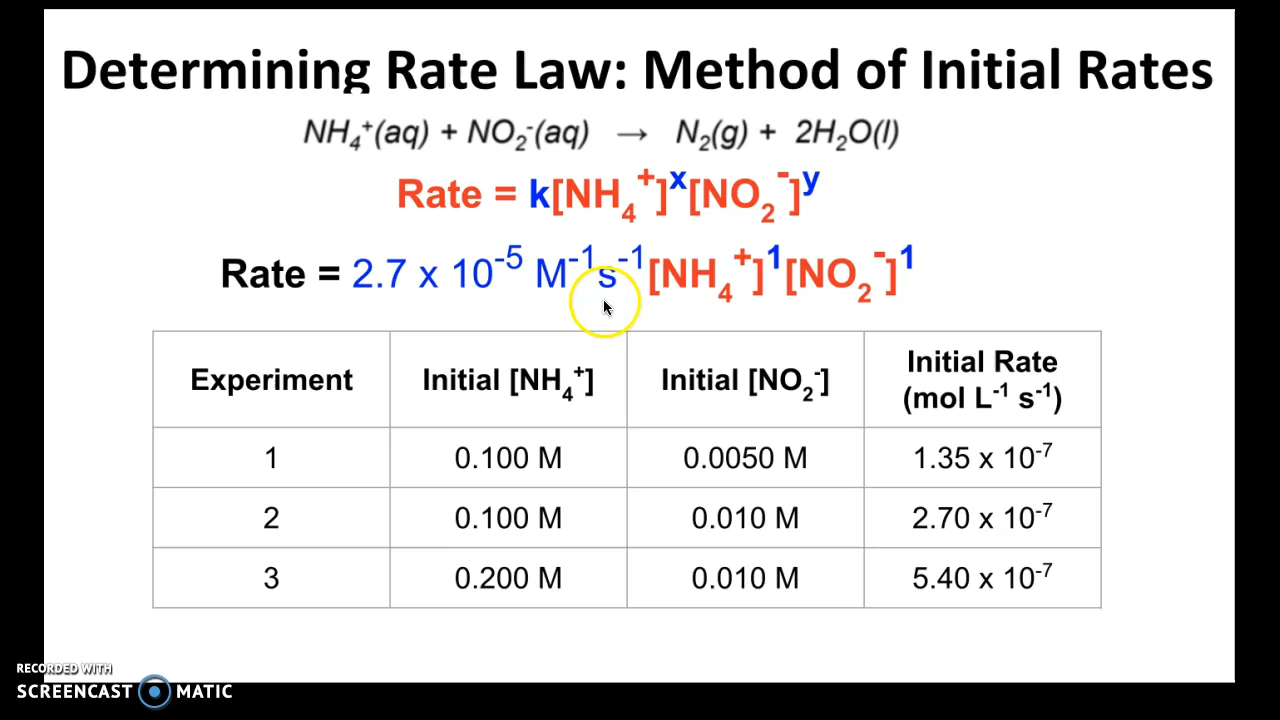 Determining Rate Law: Method of Initial Rates
NH₄⁺(aq) + NO₂⁻(aq) → N₂(g) + 2H₂O(l)
Rate = k[NH₄⁺]ˣ[NO₂⁻]ʸ
Rate = 2.7 x 10⁻⁵ M⁻¹s⁻¹[NH₄⁺]¹[NO₂⁻]¹
Experiment Initial [NH₄⁺] Initial [NO₂⁻] Initial Rate (mol L⁻¹ s⁻¹)
1 0.100 M 0.0050 M 1.35 x 10⁻⁷
2 0.100 M 0.010 M 2.70 x 10⁻⁷
3 0.200 M 0.010 M 5.40 x 10⁻⁷
RECORDED WITH
SCREENCAST MATIC